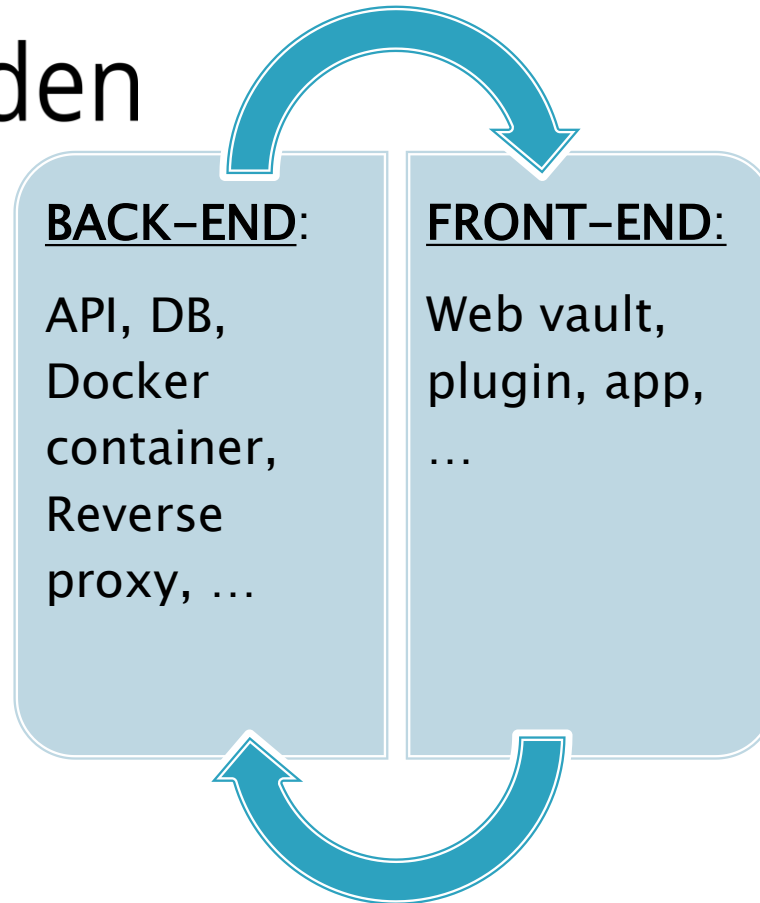 den
BACK-END:
API, DB,
Docker
container,
Reverse
proxy, …
FRONT-END:
Web vault,
plugin, app,
…